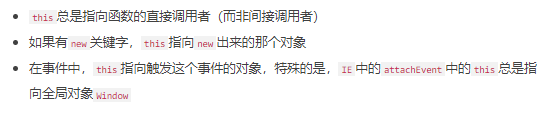 • this 总是指向函数的直接调用者（而非间接调用者）
• 如果有 new 关键字，this 指向 new 出来的那个对象
• 在事件中，this 指向触发这个事件的对象，特殊的是，IE 中的 attachEvent 中的 this 总是指
向全局对象 Window